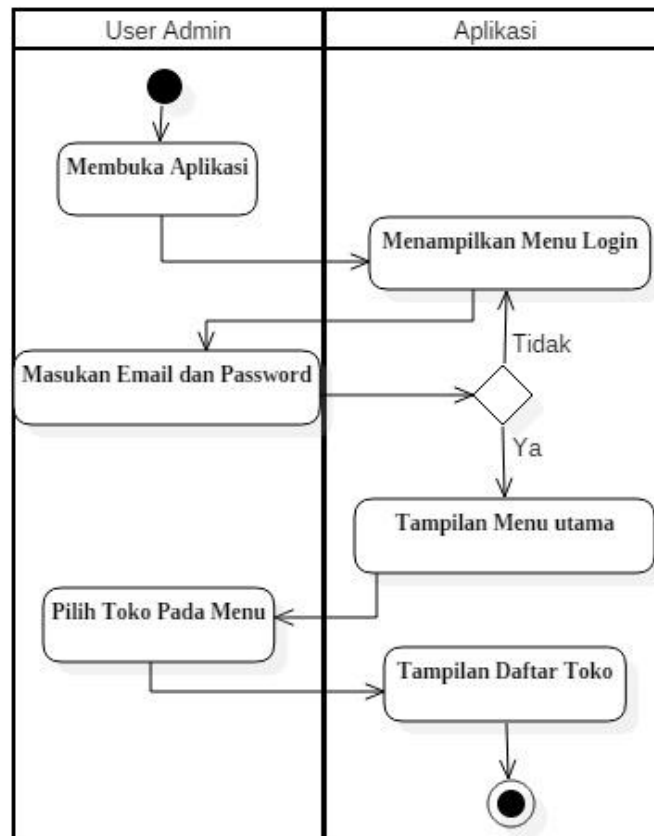 User Admin
Aplikasi
Membuka Aplikasi
Menampilkan Menu Login
Tidak
Masukan Email dan Password
Ya
Tampilan Menu utama
Pilih Toko Pada Menu
Tampilan Daftar Toko